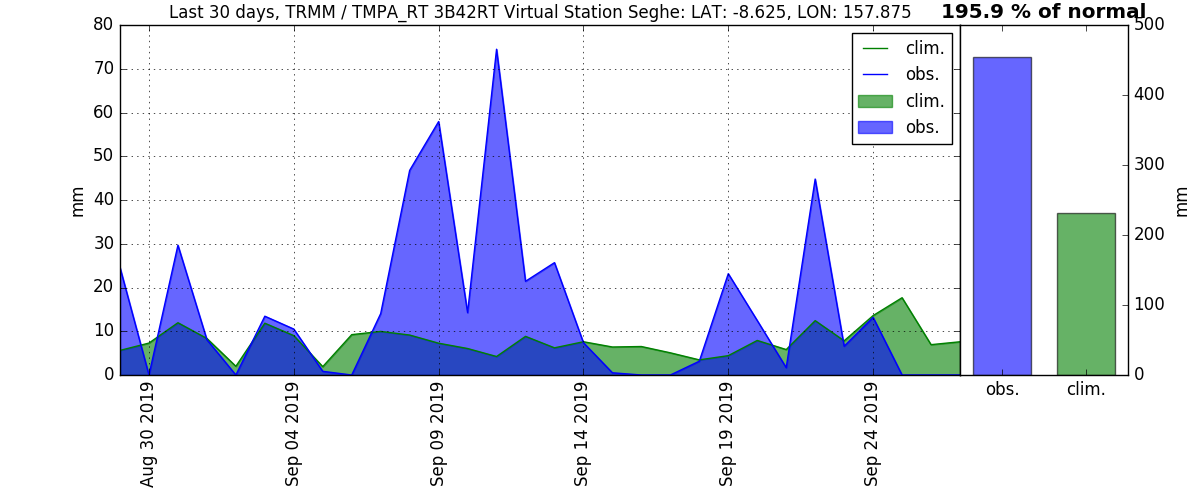 Last 30 days, TRMM / TMPA_RT 3B42RT Virtual Station Seghe: LAT: -8.625, LON: 157.875
195.9 % of normal
80
70
60
50
40
30
20
10
0
mm
clim.
obs.
clim.
obs.
Aug 30 2019
Sep 04 2019
Sep 09 2019
Sep 14 2019
Sep 19 2019
Sep 24 2019
500
400
300
200
100
0
mm
obs.
clim.